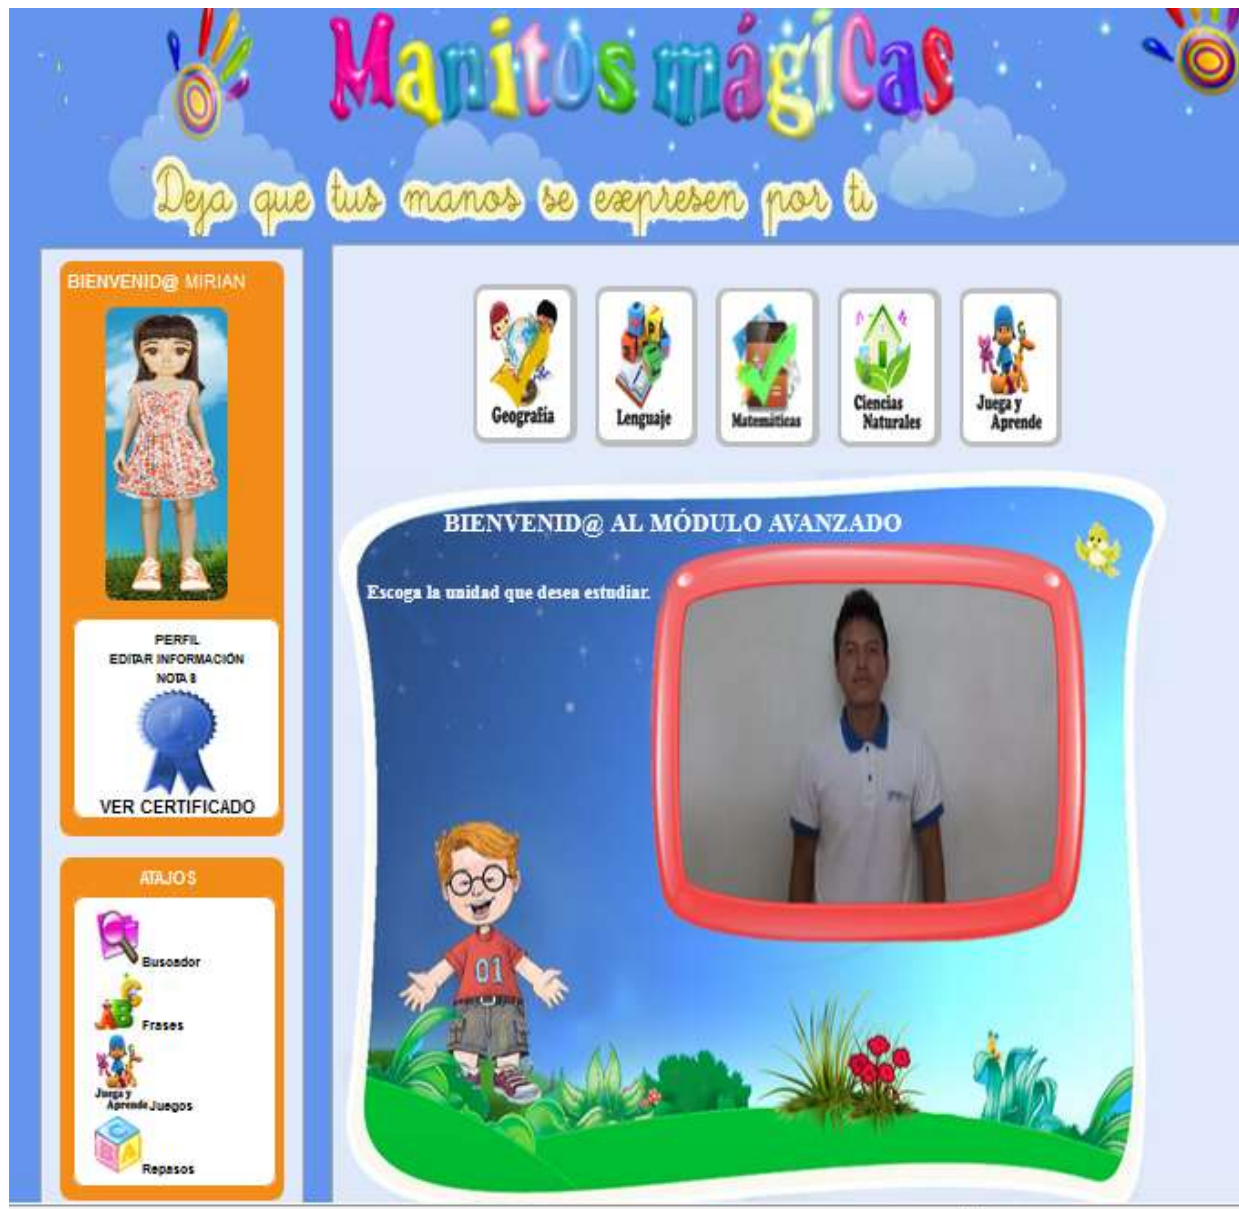 Manitos mágicas
Deja que tus manos se expresen por ti
BIENVENID@ MIRIAN
PERFIL
EDITAR INFORMACIÓN
NOTA 8
VER CERTIFICADO
ATAJOS
Buscador
Frases
Juega y
Aprende Juegos
Repasos
Geografía
Lenguaje
Matemáticas
Ciencias
Naturales
Juega y
Aprende
BIENVENID@ AL MÓDULO AVANZADO
Escoga la unidad que desea estudiar.
01